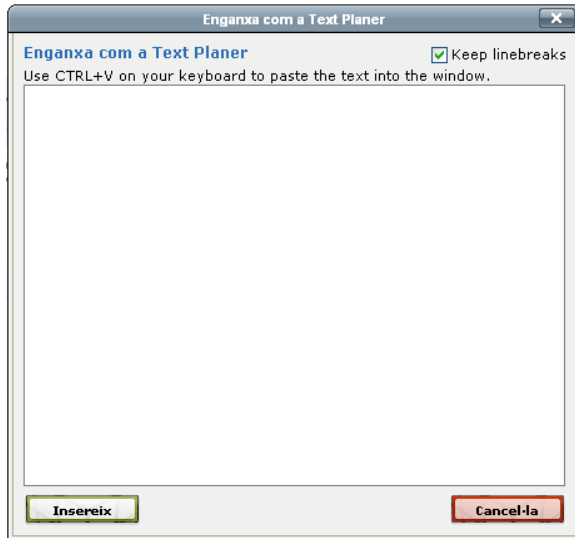 Enganxa com a Text Planer
Enganxa com a Text Planer
Keep linebreaks
Use CTRL+V on your keyboard to paste the text into the window.
Insereix
Cancel·la